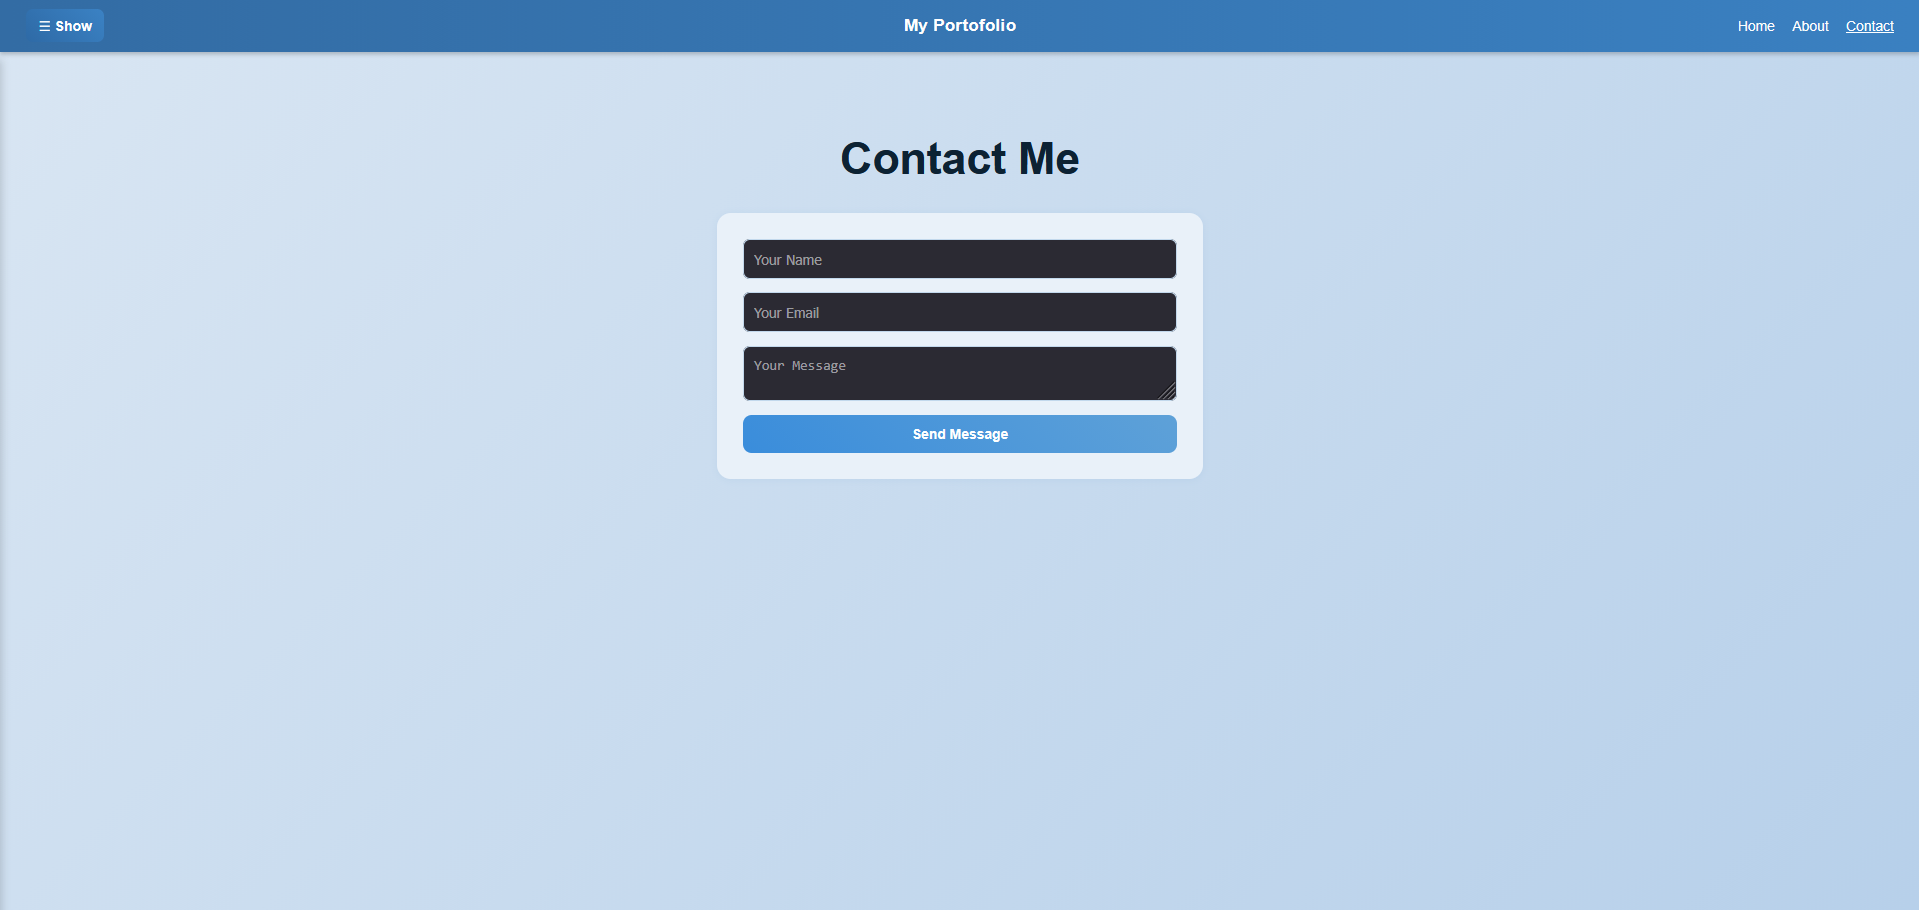 ☰ Show
My Portofolio
Home About Contact
Contact Me
Your Name
Your Email
Your Message
Send Message